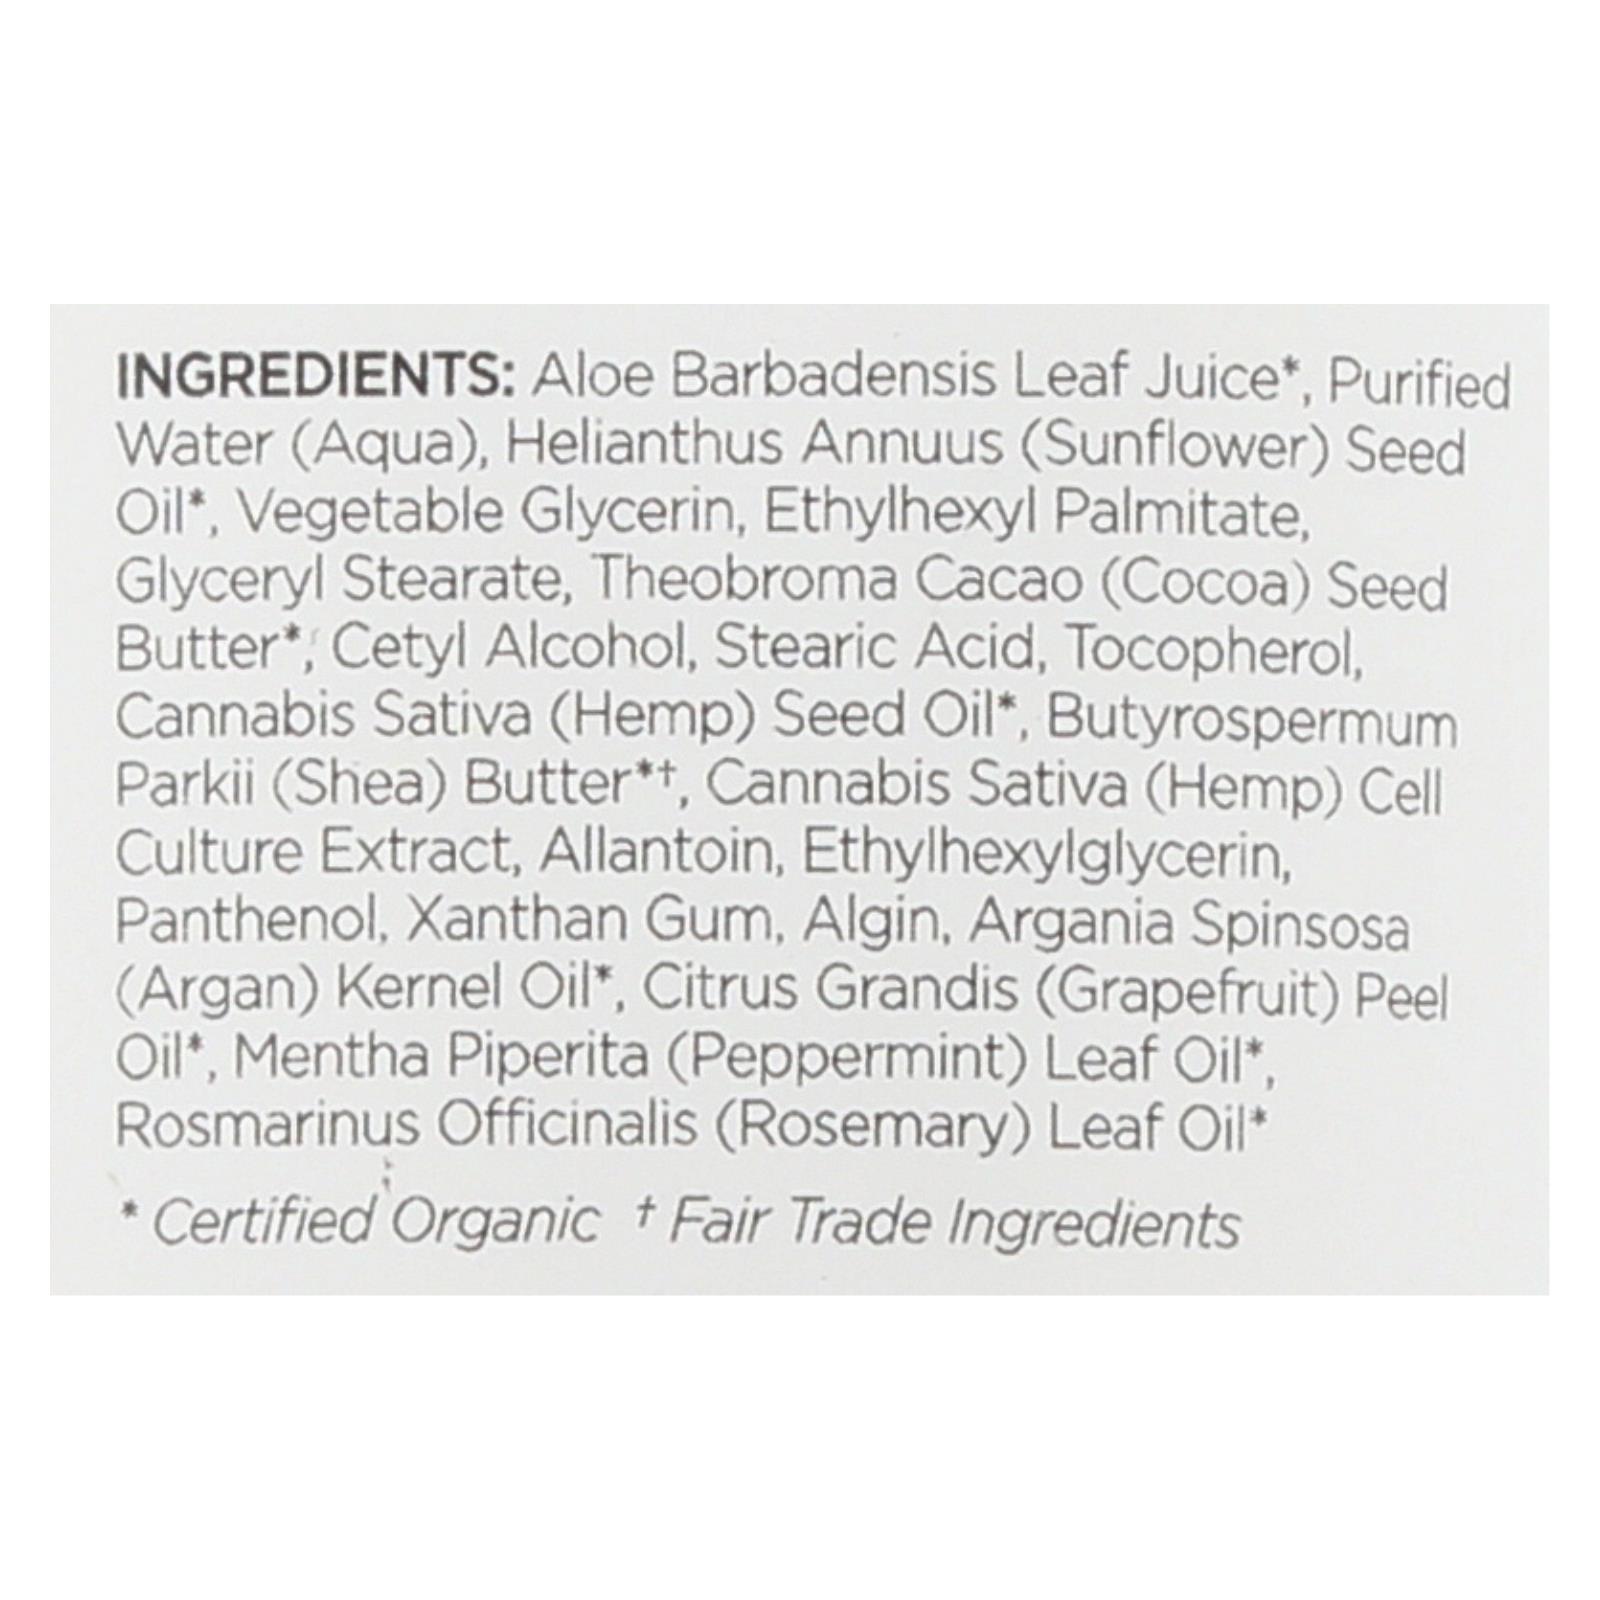 INGREDIENTS: Aloe Barbadensis Leaf Juice*, Purified
Water (Aqua), Helianthus Annuus (Sunflower) Seed
Oil*, Vegetable Glycerin, Ethylhexyl Palmitate,
Glyceryl Stearate, Theobroma Cacao (Cocoa) Seed
Butter*, Cetyl Alcohol, Stearic Acid, Tocopherol,
Cannabis Sativa (Hemp) Seed Oil*, Butyrospermum
Parkii (Shea) Butter*†, Cannabis Sativa (Hemp) Cell
Culture Extract, Allantoin, Ethylhexylglycerin,
Panthenol, Xanthan Gum, Algin, Argania Spinsosa
(Argan) Kernel Oil*, Citrus Grandis (Grapefruit) Peel
Oil*, Mentha Piperita (Peppermint) Leaf Oil*,
Rosmarinus Officinalis (Rosemary) Leaf Oil*
* Certified Organic † Fair Trade Ingredients